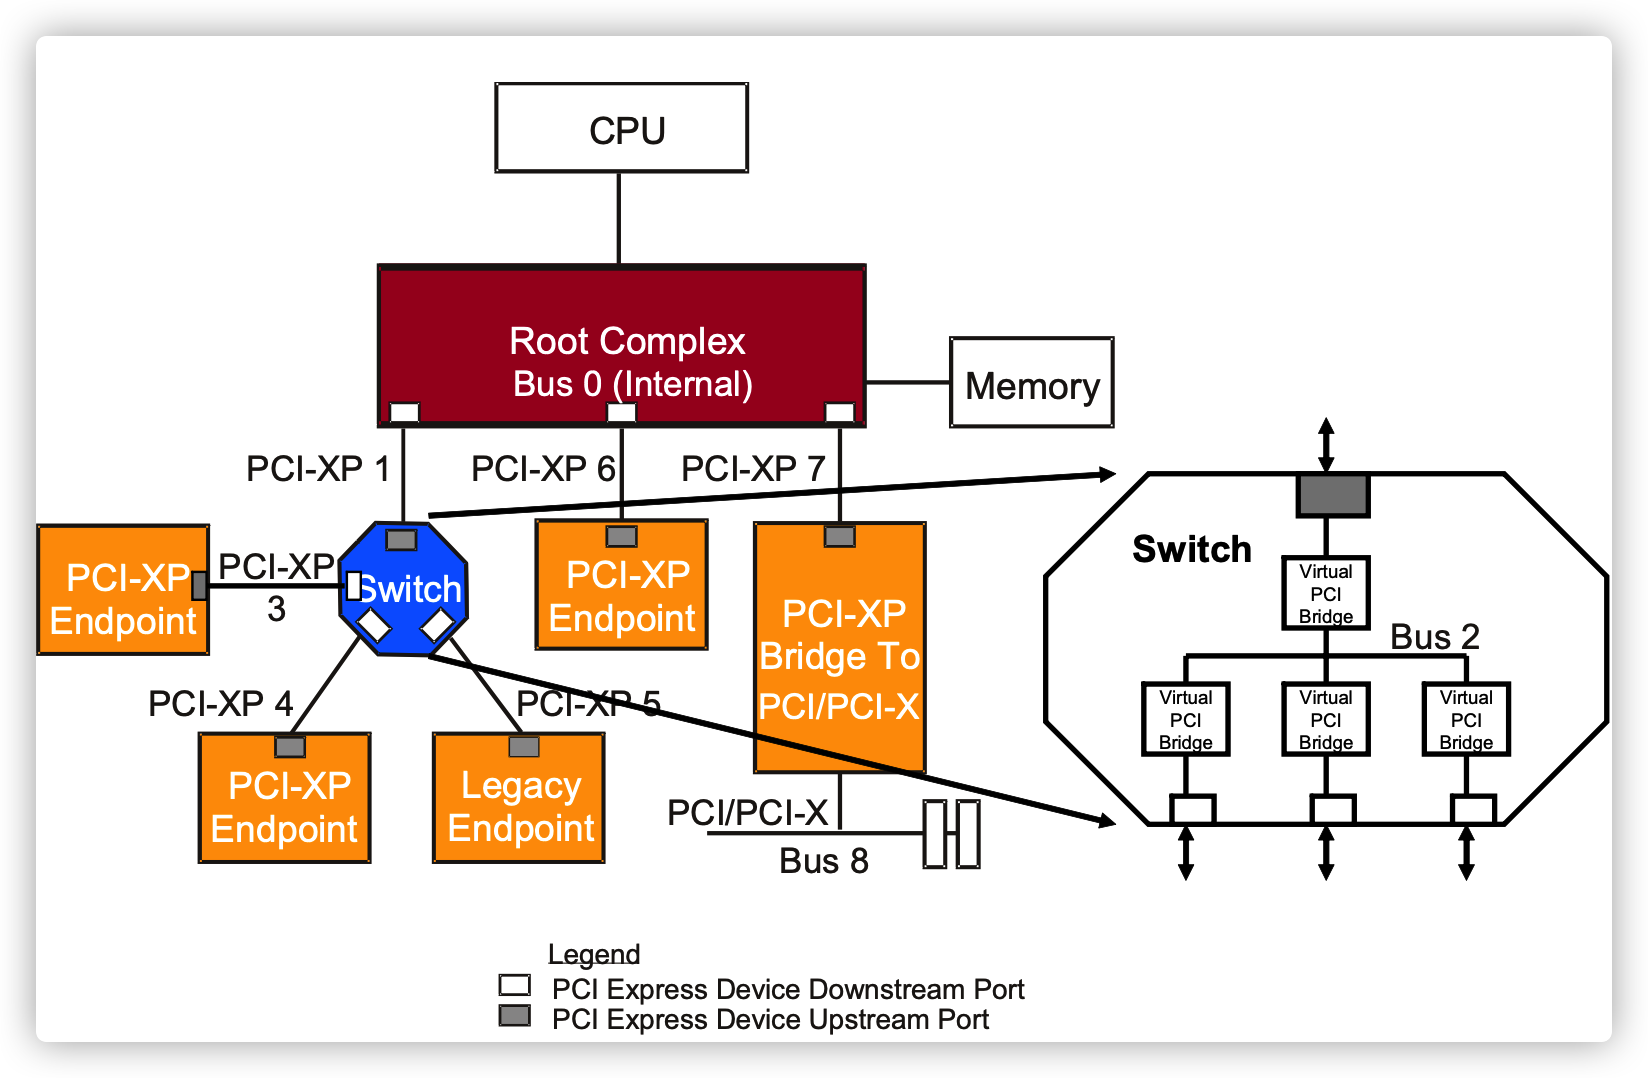 CPU
Root Complex
Bus 0 (Internal)
Memory
PCI-XP 1
PCI-XP 6
PCI-XP 7
PCI-XP
Endpoint
PCI-XP
3
Switch
PCI-XP
Endpoint
PCI-XP
Bridge To
PCI/PCI-X
PCI-XP 4
PCI-XP 5
PCI-XP
Endpoint
Legacy
Endpoint
PCI/PCI-X
Bus 8
Switch
Virtual
PCI
Bridge
Bus 2
Virtual
PCI
Bridge
Virtual
PCI
Bridge
Virtual
PCI
Bridge
Legend
PCI Express Device Downstream Port
PCI Express Device Upstream Port